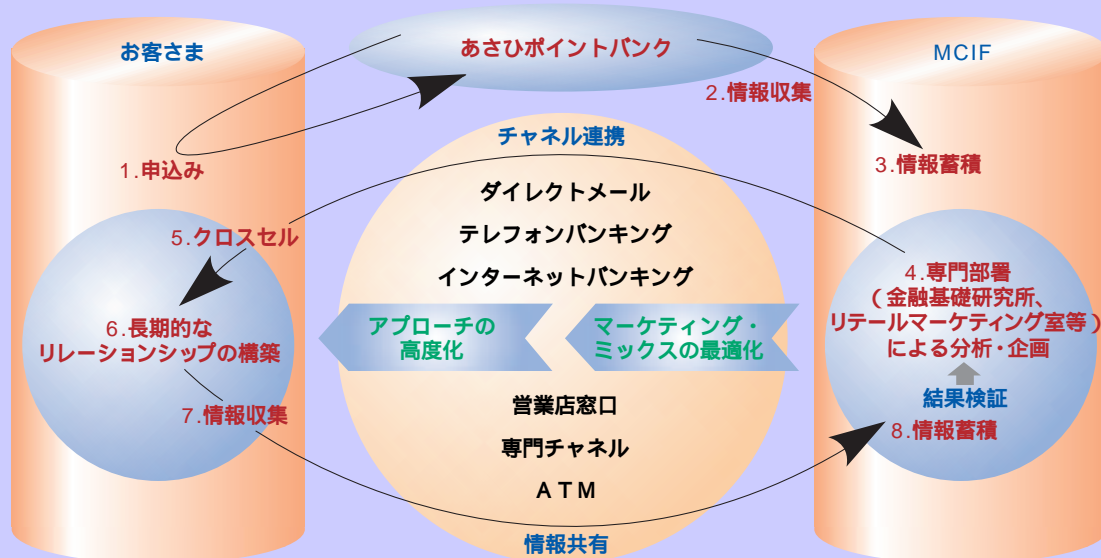 お客さま
あさひポイントバンク
MCIF
2.情報収集
チャネル連携
1.申込み
3.情報蓄積
ダイレクトメール
5.クロスセル
テレフォンバンキング
インターネットバンキング
4.専門部署
(金融基礎研究所、
リテールマーケティング室等)
による分析・企画
6.長期的な
リレーションシップの構築
アプローチの
高度化
マーケティング・
ミックスの最適化
結果検証
7.情報収集
営業店窓口
8.情報蓄積
専門チャネル
ATM
情報共有